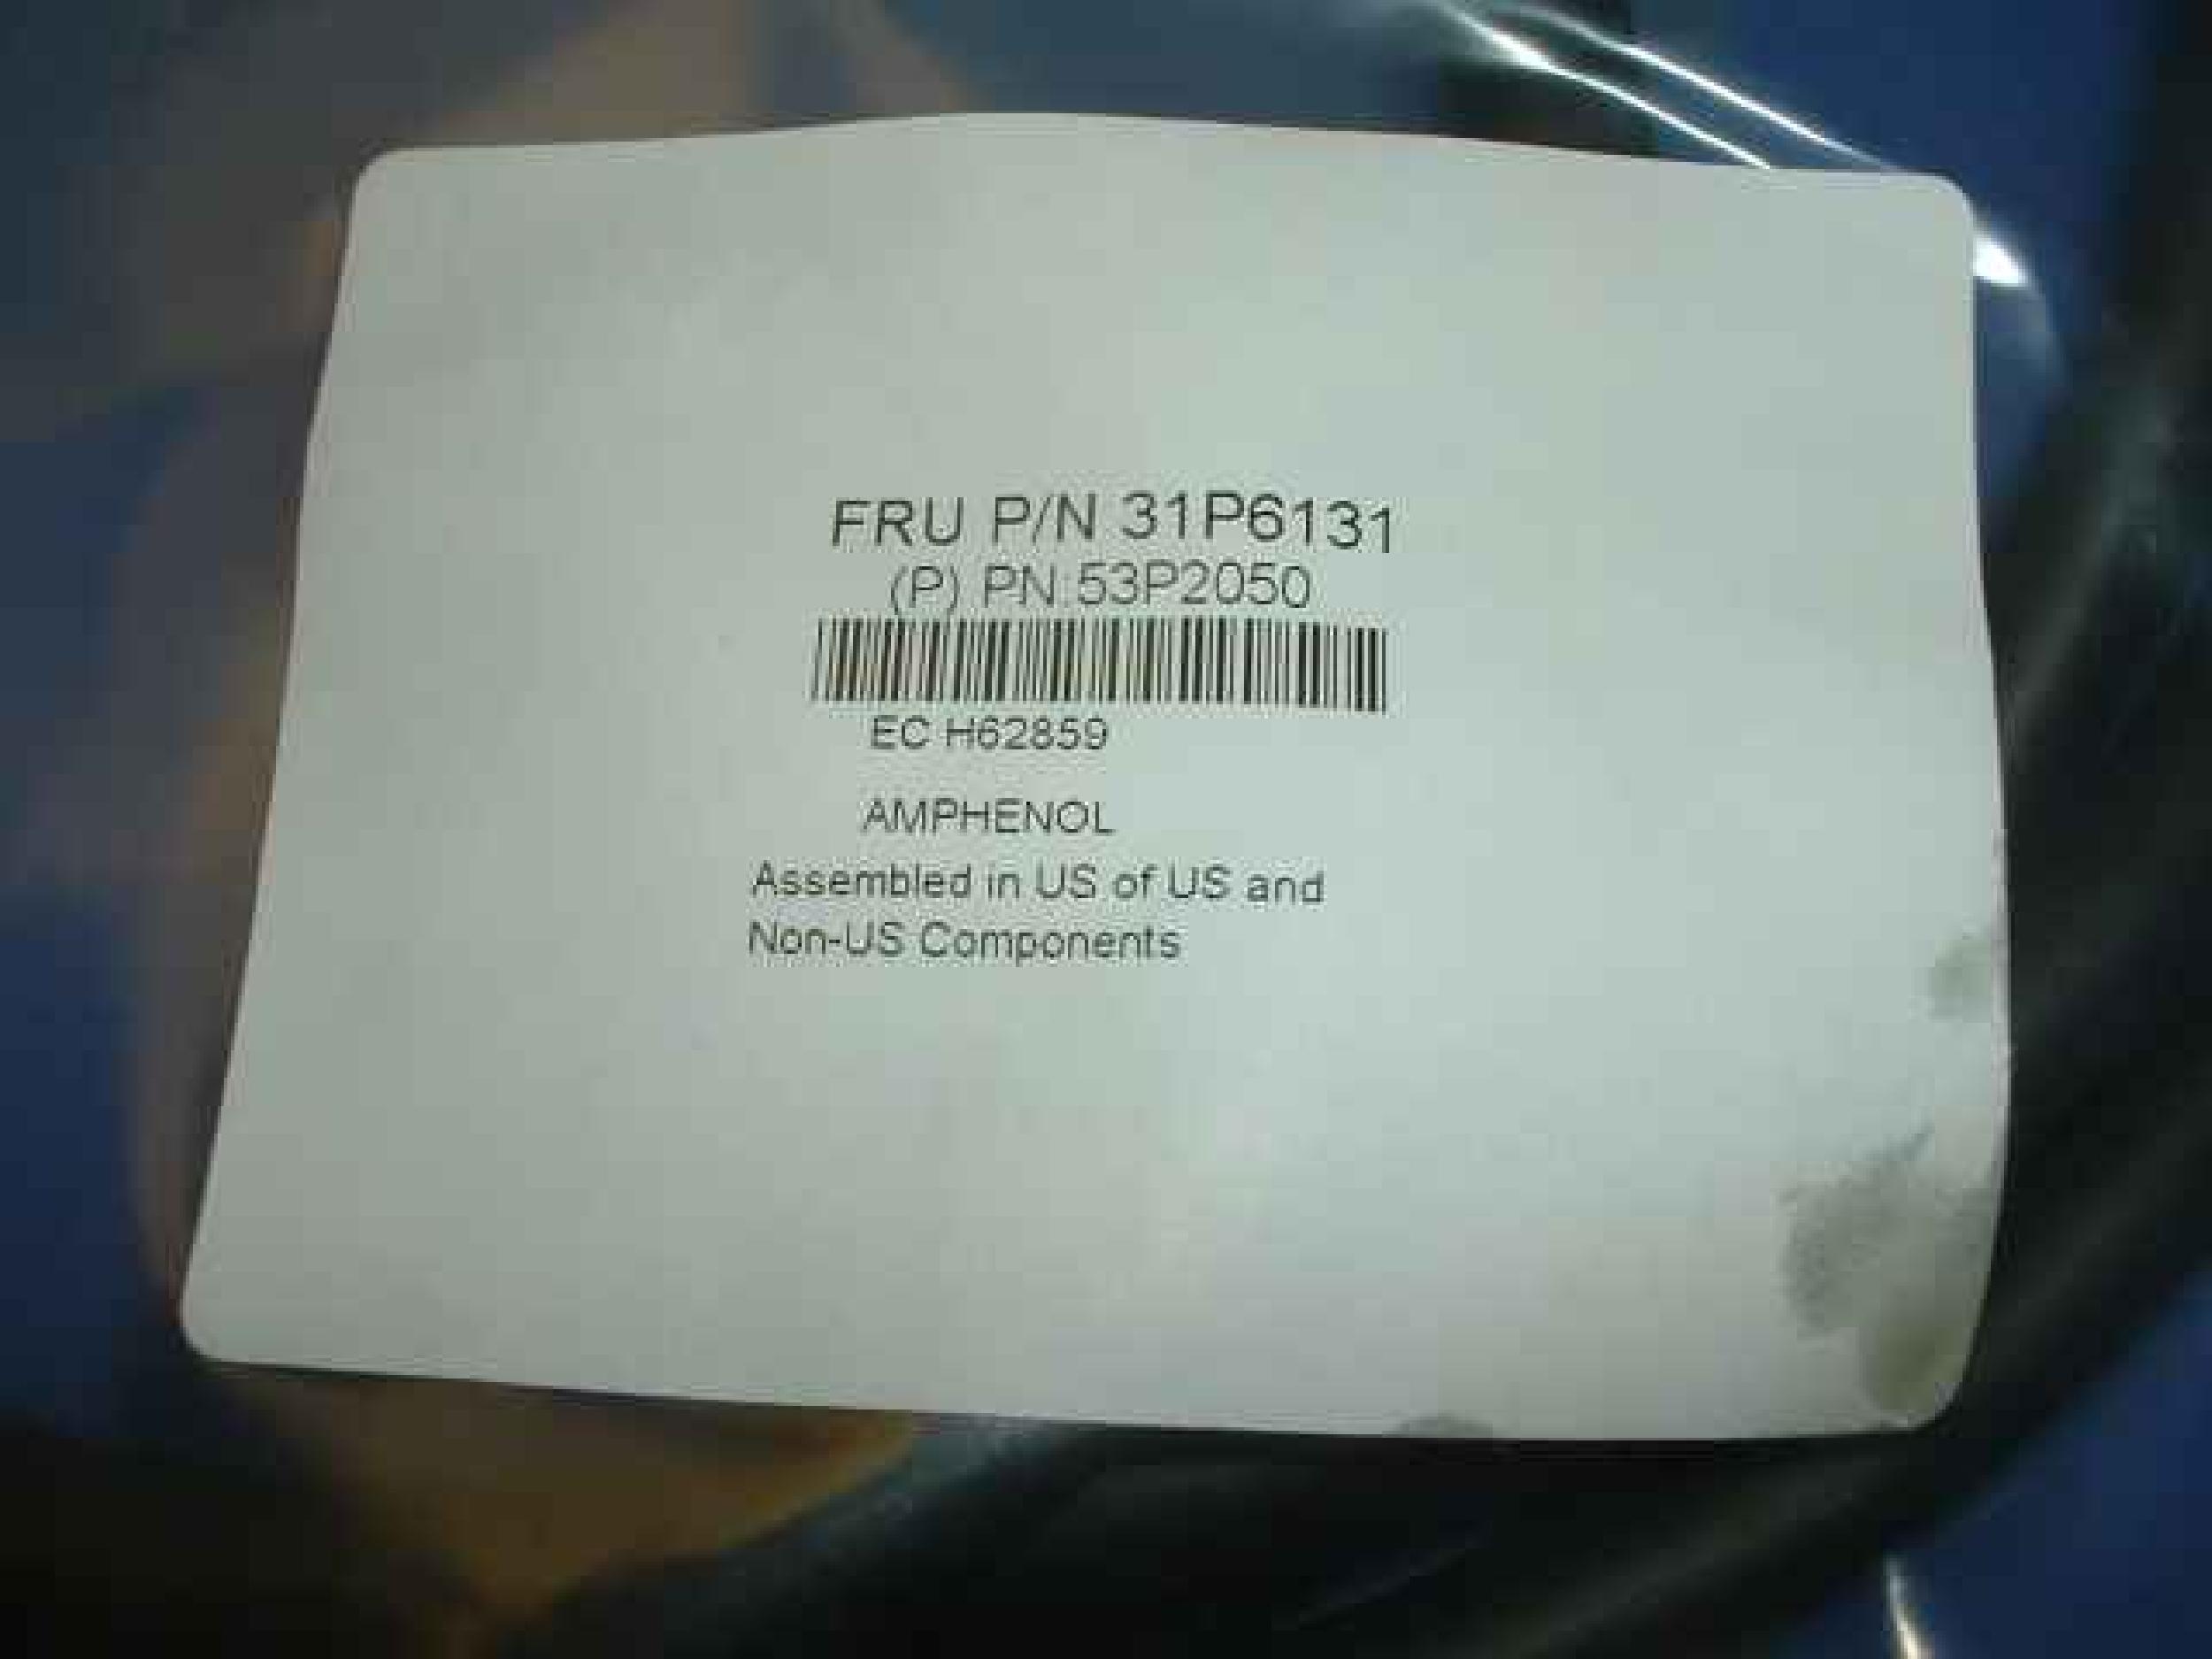 FRU P/N 31P6131
(P) PN:53P2050
EC H62859
AMPHENOL
Assembled in US of US and
Non-US Components